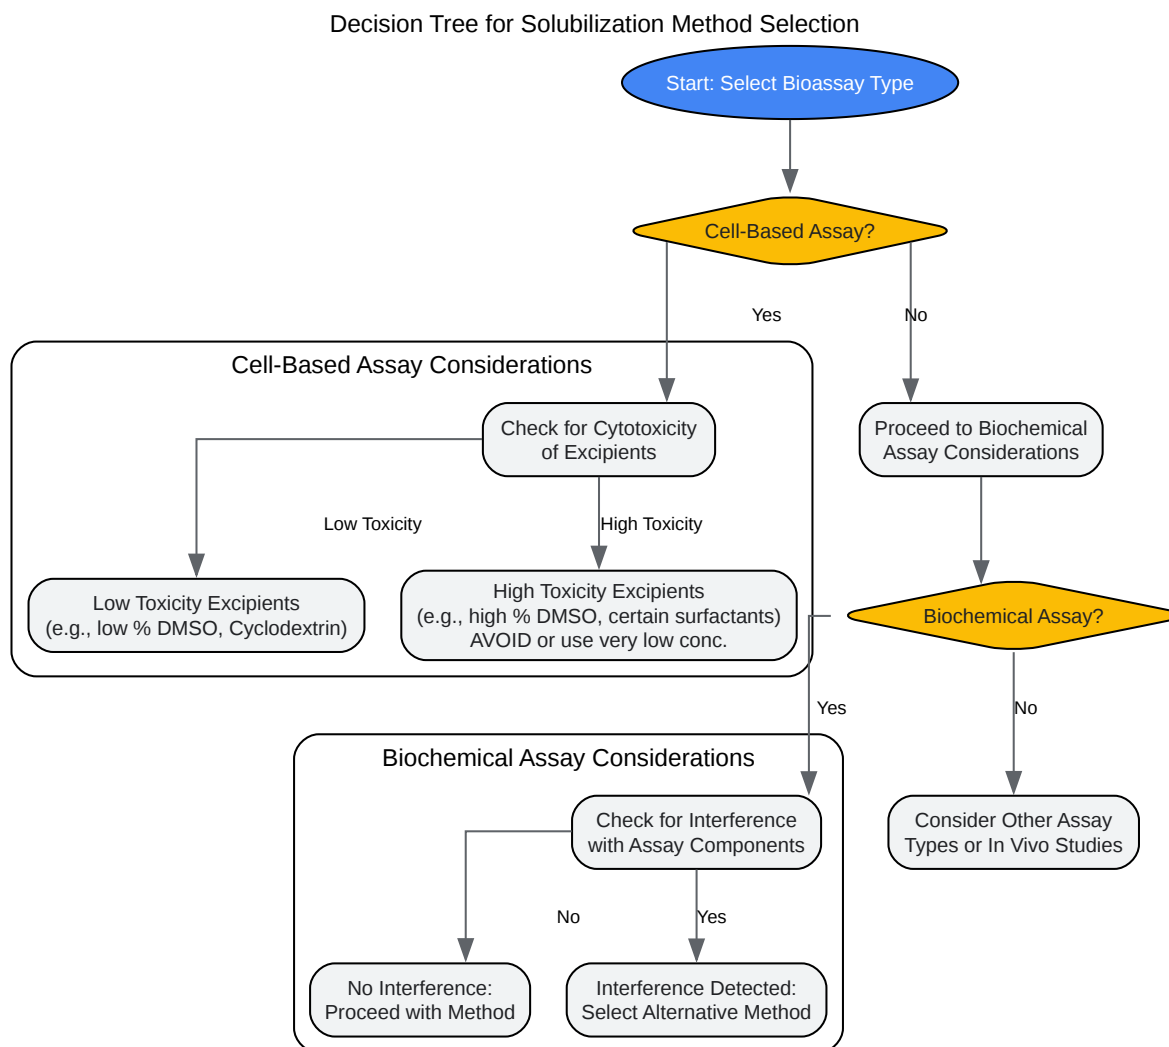 Decision Tree for Solubilization Method Selection
Start: Select Bioassay Type
Cell-Based Assay?
Yes
No
Cell-Based Assay Considerations
Check for Cytotoxicity
of Excipients
Proceed to Biochemical
Assay Considerations
Low Toxicity
High Toxicity
Low Toxicity Excipients
(e.g., low % DMSO, Cyclodextrin)
High Toxicity Excipients
(e.g., high % DMSO, certain surfactants)
AVOID or use very low conc.
Biochemical Assay?
Yes
No
Biochemical Assay Considerations
Check for Interference
with Assay Components
Consider Other Assay
Types or In Vivo Studies
No
Yes
No Interference:
Proceed with Method
Interference Detected:
Select Alternative Method